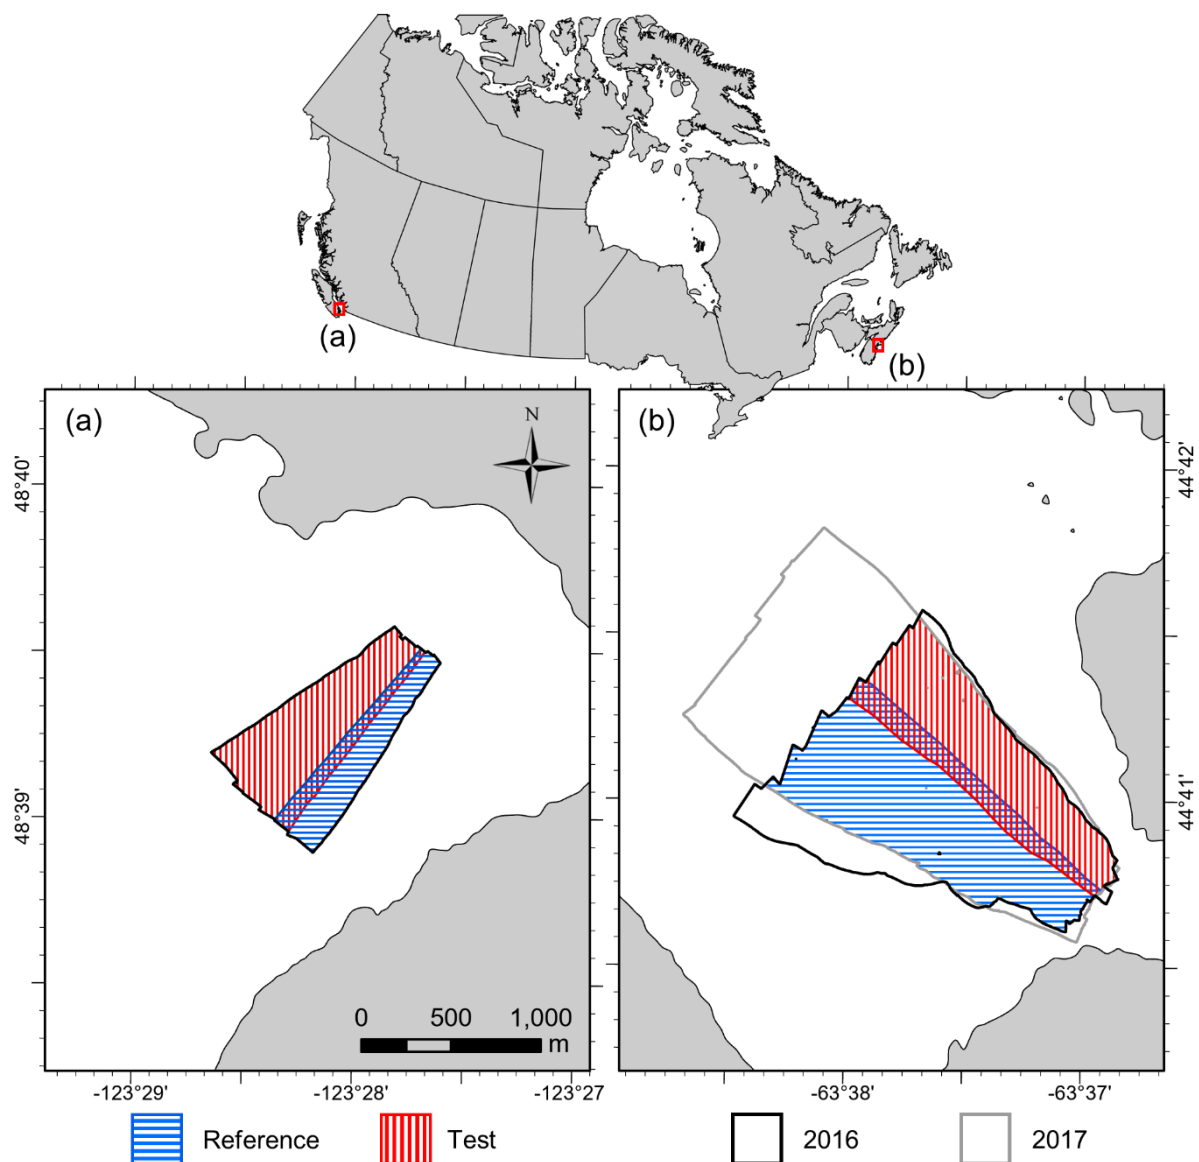 (a)
(b)
(a)
N
(b)
48°40'
48°39'
44°42'
44°41'
0 500 1,000
m
-123°29' -123°28' -123°27'
-63°38' -63°37'
Reference Test 2016 2017